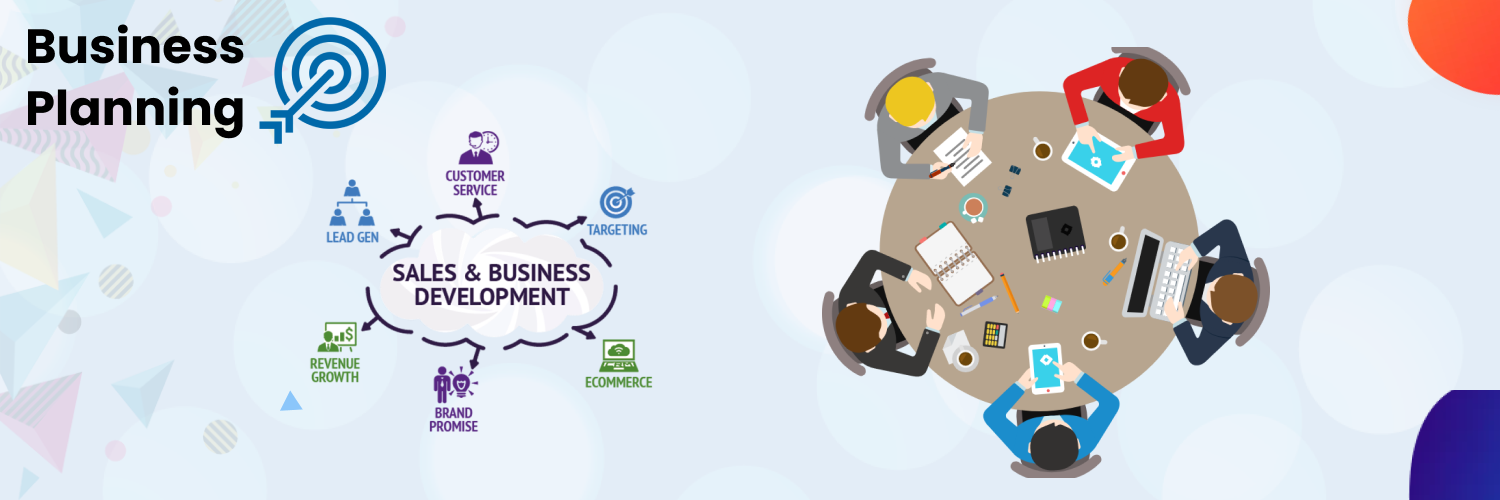 Business
Planning
CUSTOMER
SERVICE
LEAD GEN
TARGETING
SALES & BUSINESS
DEVELOPMENT
$
REVENUE
GROWTH
ECOMMERCE
BRAND
PROMISE